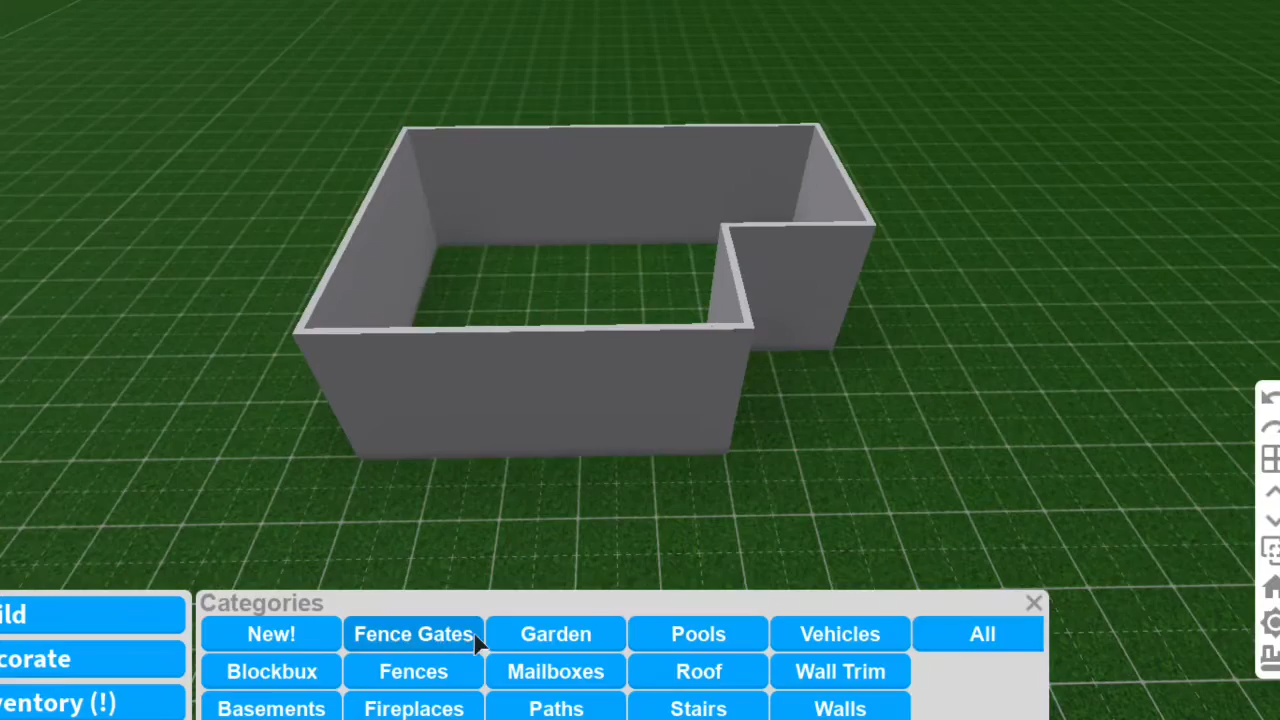 ild
Categories
New! Fence Gates Garden Pools Vehicles All
corate
Blockbux Fences Mailboxes Roof Wall Trim
ventory (!)
Basements Fireplaces Paths Stairs Walls